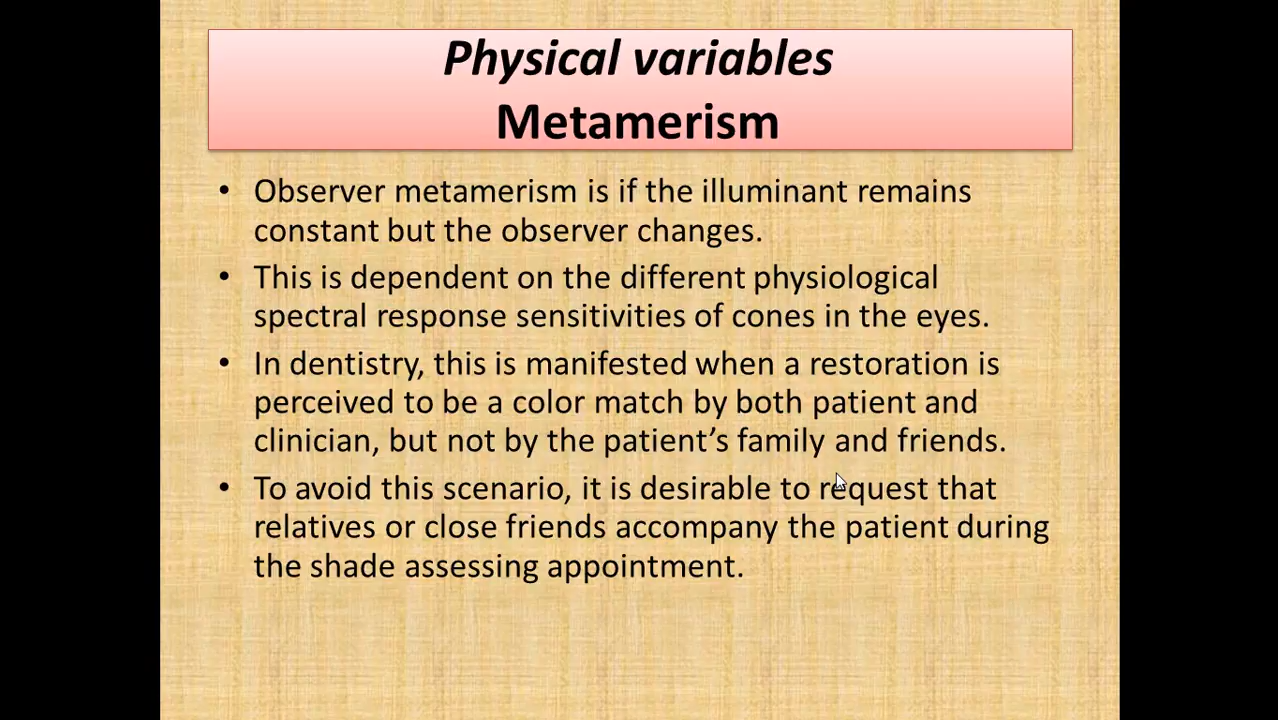 Physical variables
Metamerism
• Observer metamerism is if the illuminant remains
constant but the observer changes.
• This is dependent on the different physiological
spectral response sensitivities of cones in the eyes.
• In dentistry, this is manifested when a restoration is
perceived to be a color match by both patient and
clinician, but not by the patient’s family and friends.
• To avoid this scenario, it is desirable to request that
relatives or close friends accompany the patient during
the shade assessing appointment.